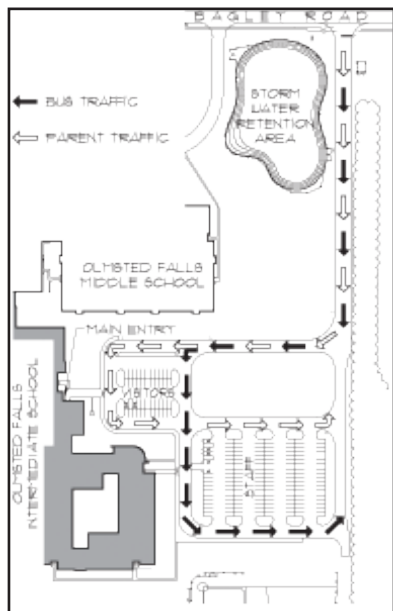 BAGLEY ROAD
BUS TRAFFIC
PARENT TRAFFIC
STORM
WATER
RETENTION
AREA
OLMSTED FALLS
MIDDLE SCHOOL
MAIN ENTRY
OLMSTED FALLS
INTERMEDIATE SCHOOL
VISITORS
STAFF